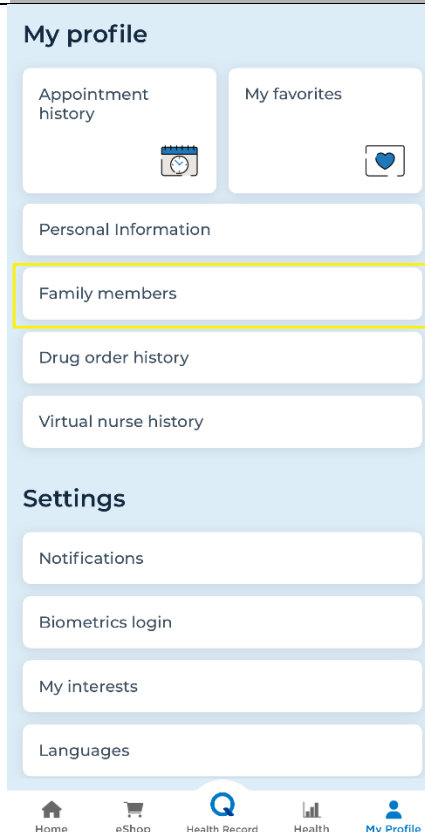 My profile
Appointment
history
My favorites
Personal Information
Family members
Drug order history
Virtual nurse history
Settings
Notifications
Biometrics login
My interests
Languages
Home
eShop
Health Record
Health
My Profile